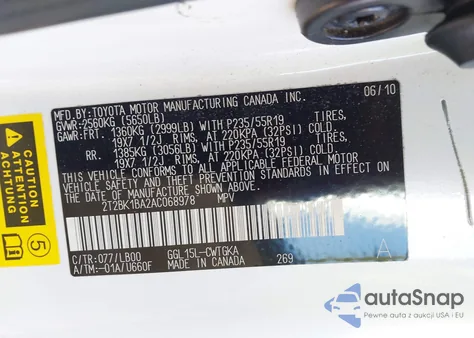 MFD.BY: TOYOTA MOTOR MANUFACTURING CANADA INC. 06/10
GVWR:2560KG (5650LB)
GAWR:FRT. 1360KG (2999LB) WITH P235/55R19 TIRES,
19X7 1/2J RIMS, AT 220KPA (32PSI) COLD.
RR. 1385KG (3056LB) WITH P235/55R19 TIRES,
19X7 1/2J RIMS, AT 220KPA (32PSI) COLD.
THIS VEHICLE CONFORMS TO ALL APPLICABLE FEDERAL MOTOR
VEHICLE SAFETY THEFT PREVENTION STANDARDS IN EFFECT ON
THE DATE OF MANUFACTURE SHOWN ABOVE.
2T2BK1BA2AC068978 MPV
C/TR:077/LB00 GGL15L-CWTGKA
A/TM:-01A/U660F MADE IN CANADA 269
A
CAUTION
ATTENTION
5
autoSnap
Pewne auta z aukcji USA i EU